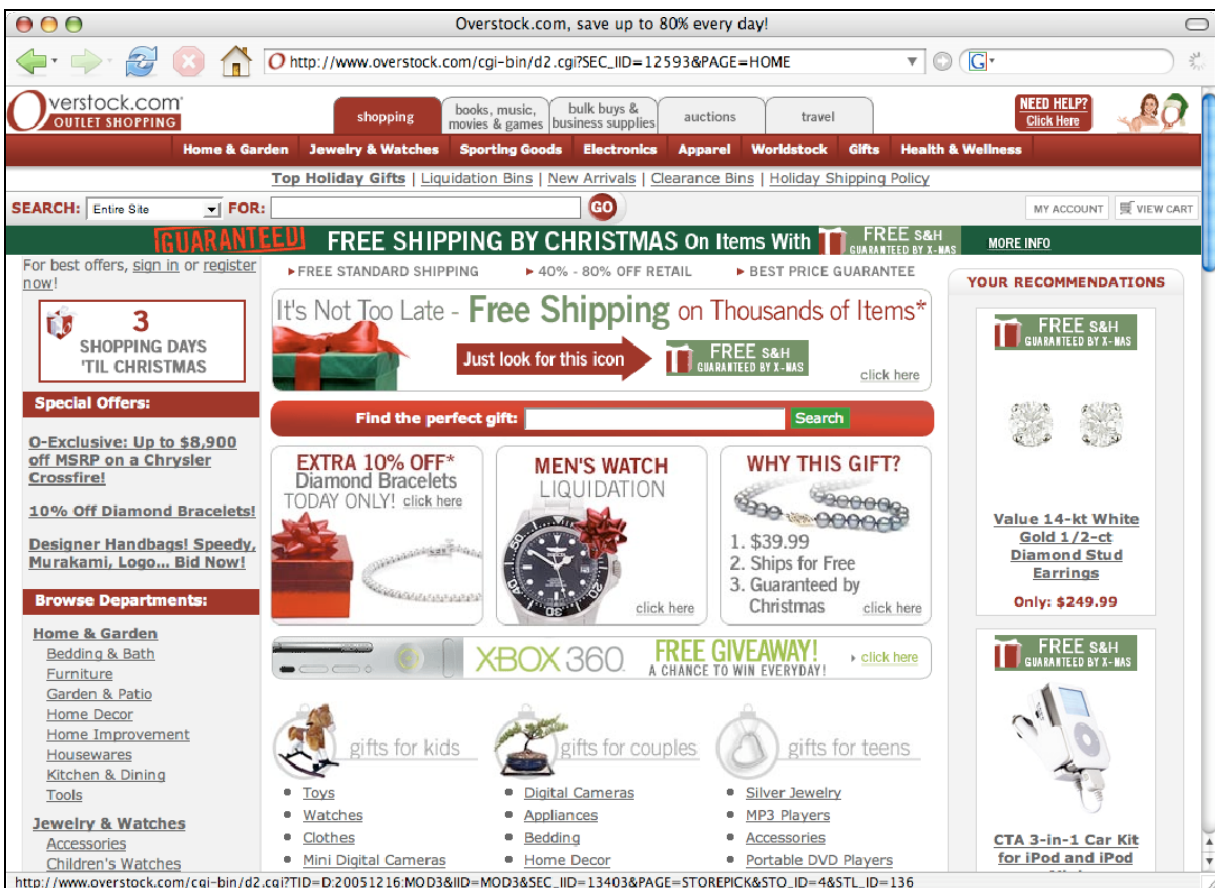 Overstock.com, save up to 80% every day!
http://www.overstock.com/cgi-bin/d2.cgi?SEC_IID=12593&PAGE=HOME
G
Overstock.com
OUTLET SHOPPING
shopping
books, music,
movies & games
bulk buys &
business supplies
auctions
travel
NEED HELP?
Click Here
Home & Garden Jewelry & Watches Sporting Goods Electronics Apparel Worldstock Gifts Health & Wellness
Top Holiday Gifts | Liquidation Bins | New Arrivals | Clearance Bins | Holiday Shipping Policy
SEARCH: Entire Site FOR: GO MY ACCOUNT VIEW CART
GUARANTEED! FREE SHIPPING BY CHRISTMAS On Items With FREE S&H GUARANTEED BY X-MAS MORE INFO
For best offers, sign in or register
now!
3
SHOPPING DAYS
'TIL CHRISTMAS
Special Offers:
O-Exclusive: Up to $8,900
off MSRP on a Chrysler
Crossfire!
10% Off Diamond Bracelets!
Designer Handbags! Speedy,
Murakami, Logo... Bid Now!
Browse Departments:
Home & Garden
Bedding & Bath
Furniture
Garden & Patio
Home Decor
Home Improvement
Housewares
Kitchen & Dining
Tools
Jewelry & Watches
Accessories
Children's Watches
FREE STANDARD SHIPPING 40% - 80% OFF RETAIL BEST PRICE GUARANTEE
It's Not Too Late - Free Shipping on Thousands of Items*
Just look for this icon
FREE S&H
GUARANTEED BY X-MAS
click here
Find the perfect gift: Search
EXTRA 10% OFF*
Diamond Bracelets
TODAY ONLY! click here
MEN'S WATCH
LIQUIDATION
click here
WHY THIS GIFT?
1. $39.99
2. Ships for Free
3. Guaranteed by
Christmas click here
XBOX 360 FREE GIVEAWAY! click here
A CHANCE TO WIN EVERYDAY!
gifts for kids
Toys
Watches
Clothes
Mini Digital Cameras
gifts for couples
Digital Cameras
Appliances
Bedding
Home Decor
gifts for teens
Silver Jewelry
MP3 Players
Accessories
Portable DVD Players
YOUR RECOMMENDATIONS
FREE S&H
GUARANTEED BY X-MAS
Value 14-kt White
Gold 1/2-ct
Diamond Stud
Earrings
Only: $249.99
FREE S&H
GUARANTEED BY X-MAS
CTA 3-in-1 Car Kit
for iPod and iPod
http://www.overstock.com/cgi-bin/d2.cgi?TID=D:20051216:MOD3&IID=MOD3&SEC_IID=13403&PAGE=STOREPICK&STO_ID=4&STL_ID=136